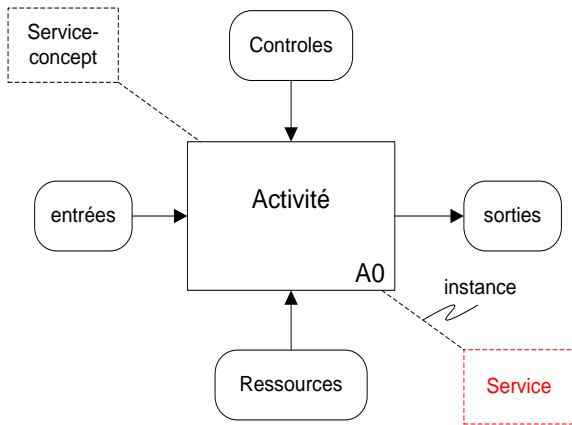 Service-
concept
Controles
entrées
Activité
sorties
A0
instance
Ressources
Service